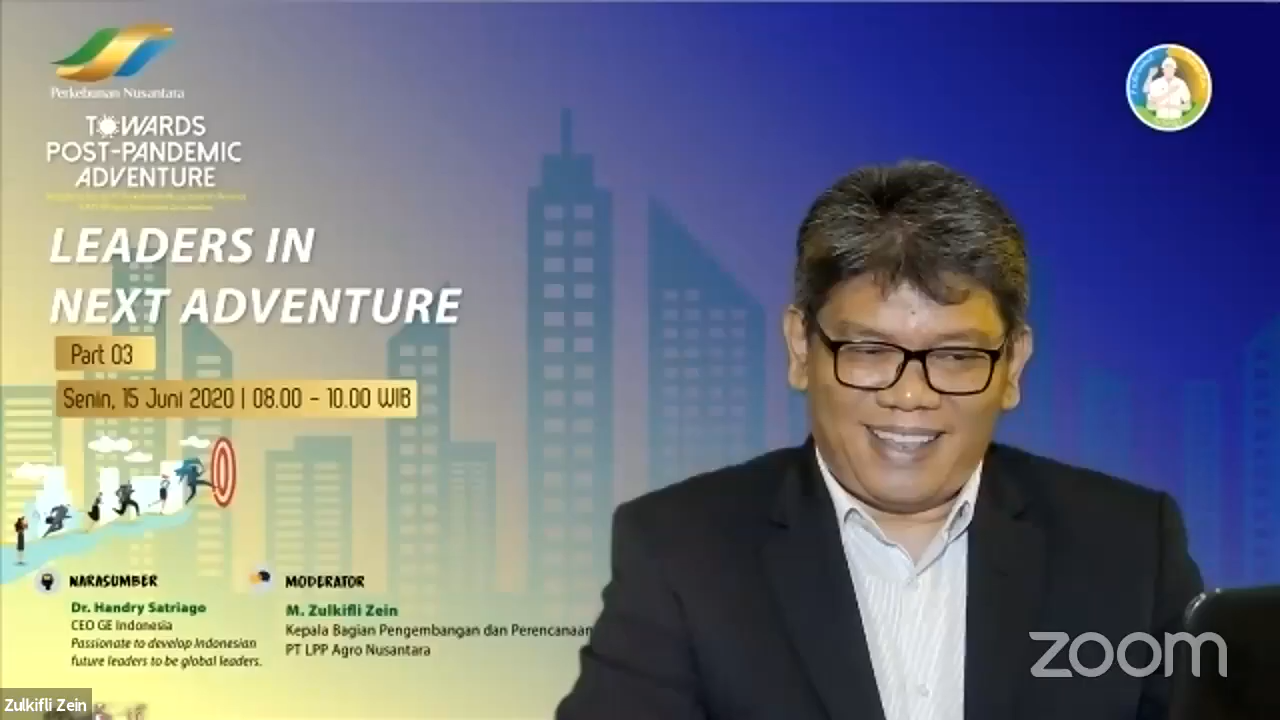 Perkebunan Nusantara
TOWARDS
POST-PANDEMIC
ADVENTURE
LEADERS IN
NEXT ADVENTURE
Part 03
Senin, 15 Juni 2020 | 08.00 - 10.00 WIB
NARASUMBER
Dr. Handry Satriago
CEO GE Indonesia
Passionate to develop Indonesian
future leaders to be global leaders.
MODERATOR
M. Zulkifli Zein
Kepala Bagian Pengembangan dan Perencanaan
PT LPP Agro Nusantara
zoom
Zulkifli Zein